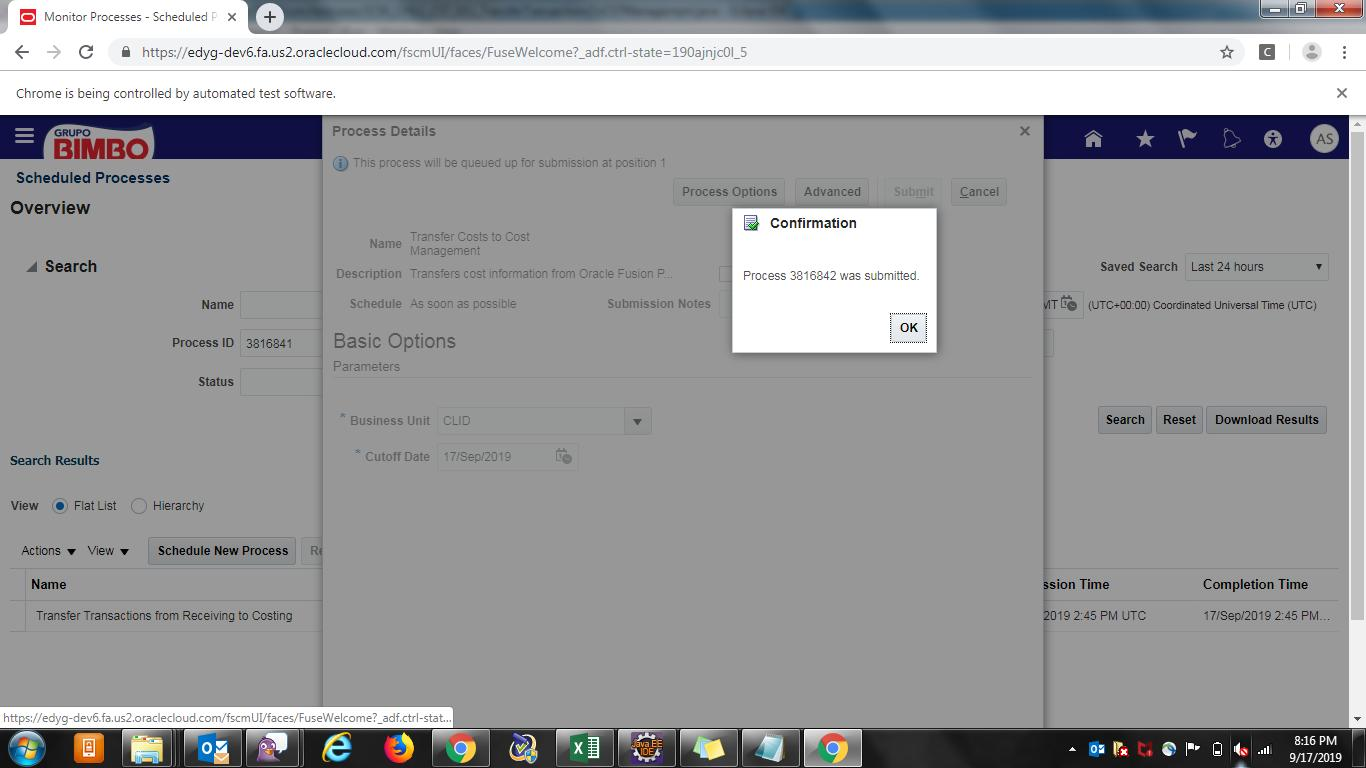 Monitor Processes - Scheduled P
https://edyg-dev6.fa.us2.oraclecloud.com/fscmUI/faces/FuseWelcome?_adf.ctrl-state=190ajnjc0l_5
C
Chrome is being controlled by automated test software.
GRUPO
BIMBO
Process Details
AS
This process will be queued up for submission at position 1
Scheduled Processes
Process Options Advanced Submit Cancel
Overview
Confirmation
Name Transfer Costs to Cost
Management
Search
Description Transfers cost information from Oracle Fusion P...
Process 3816842 was submitted.
Saved Search Last 24 hours
Name
Schedule As soon as possible Submission Notes
MT (UTC+00:00) Coordinated Universal Time (UTC)
OK
Process ID 3816841
Basic Options
Parameters
Status
* Business Unit CLID
Search Reset Download Results
* Cutoff Date 17/Sep/2019
Search Results
View Flat List Hierarchy
Actions View Schedule New Process Re
Name ssion Time Completion Time
Transfer Transactions from Receiving to Costing 2019 2:45 PM UTC 17/Sep/2019 2:45 PM...
https://edyg-dev6.fa.us2.oraclecloud.com/fscmUI/faces/FuseWelcome?_adf.ctrl-stat...
Java EE
IDE
8:16 PM
9/17/2019